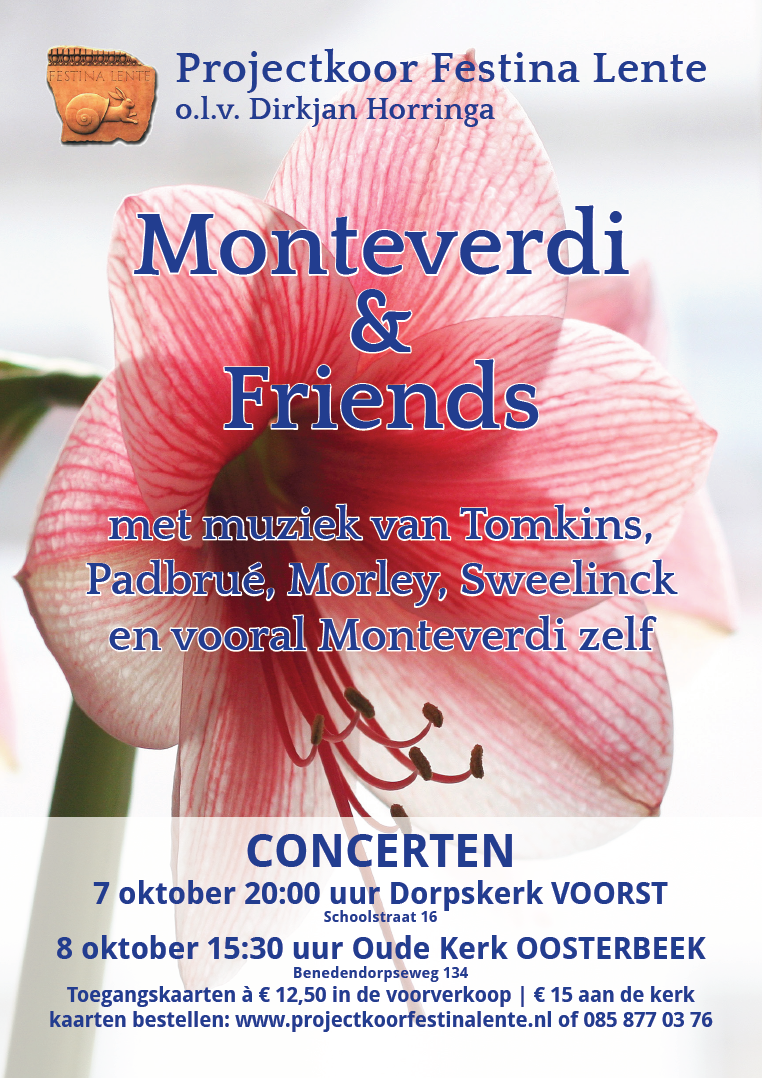 FESTINA LENTE
Projectkoor Festina Lente
o.l.v. Dirkjan Horringa
Monteverdi
&
Friends
met muziek van Tomkins,
Padbrué, Morley, Sweelinck
en vooral Monteverdi zelf
CONCERTEN
7 oktober 20:00 uur Dorpskerk VOORST
Schoolstraat 16
8 oktober 15:30 uur Oude Kerk OOSTERBEEK
Benedendorpseweg 134
Toegangskaarten à € 12,50 in de voorverkoop | € 15 aan de kerk
kaarten bestellen: www.projectkoorfestinalente.nl of 085 877 03 76